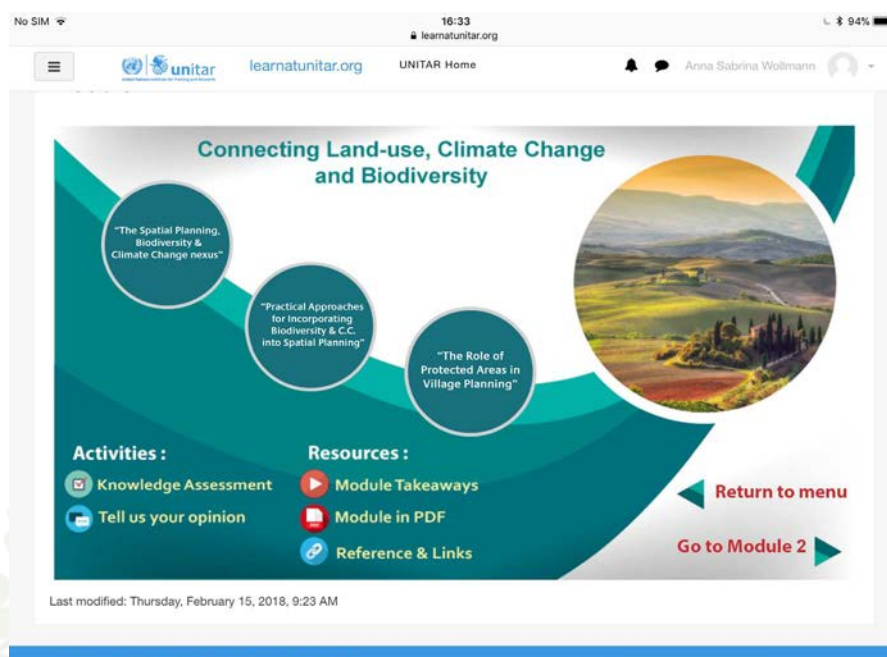 No SIM
16:33
94%
learnatunitar.org
unitar
learnatunitar.org
UNITAR Home
Anna Sabrina Wollmann
Connecting Land-use, Climate Change
and Biodiversity
"The Spatial Planning,
Biodiversity &
Climate Change nexus"
"Practical Approaches
for Incorporating
Biodiversity & C.C.
into Spatial Planning"
"The Role of
Protected Areas in
Village Planning"
Activities :
Knowledge Assessment
Tell us your opinion
Resources :
Module Takeaways
Module in PDF
Reference & Links
Return to menu
Go to Module 2
Last modified: Thursday, February 15, 2018, 9:23 AM